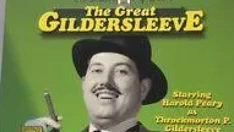 The Great
GILDERSLEEVE
Starring
Harold Peary
as
Throckmorton P.
Gildersleeve